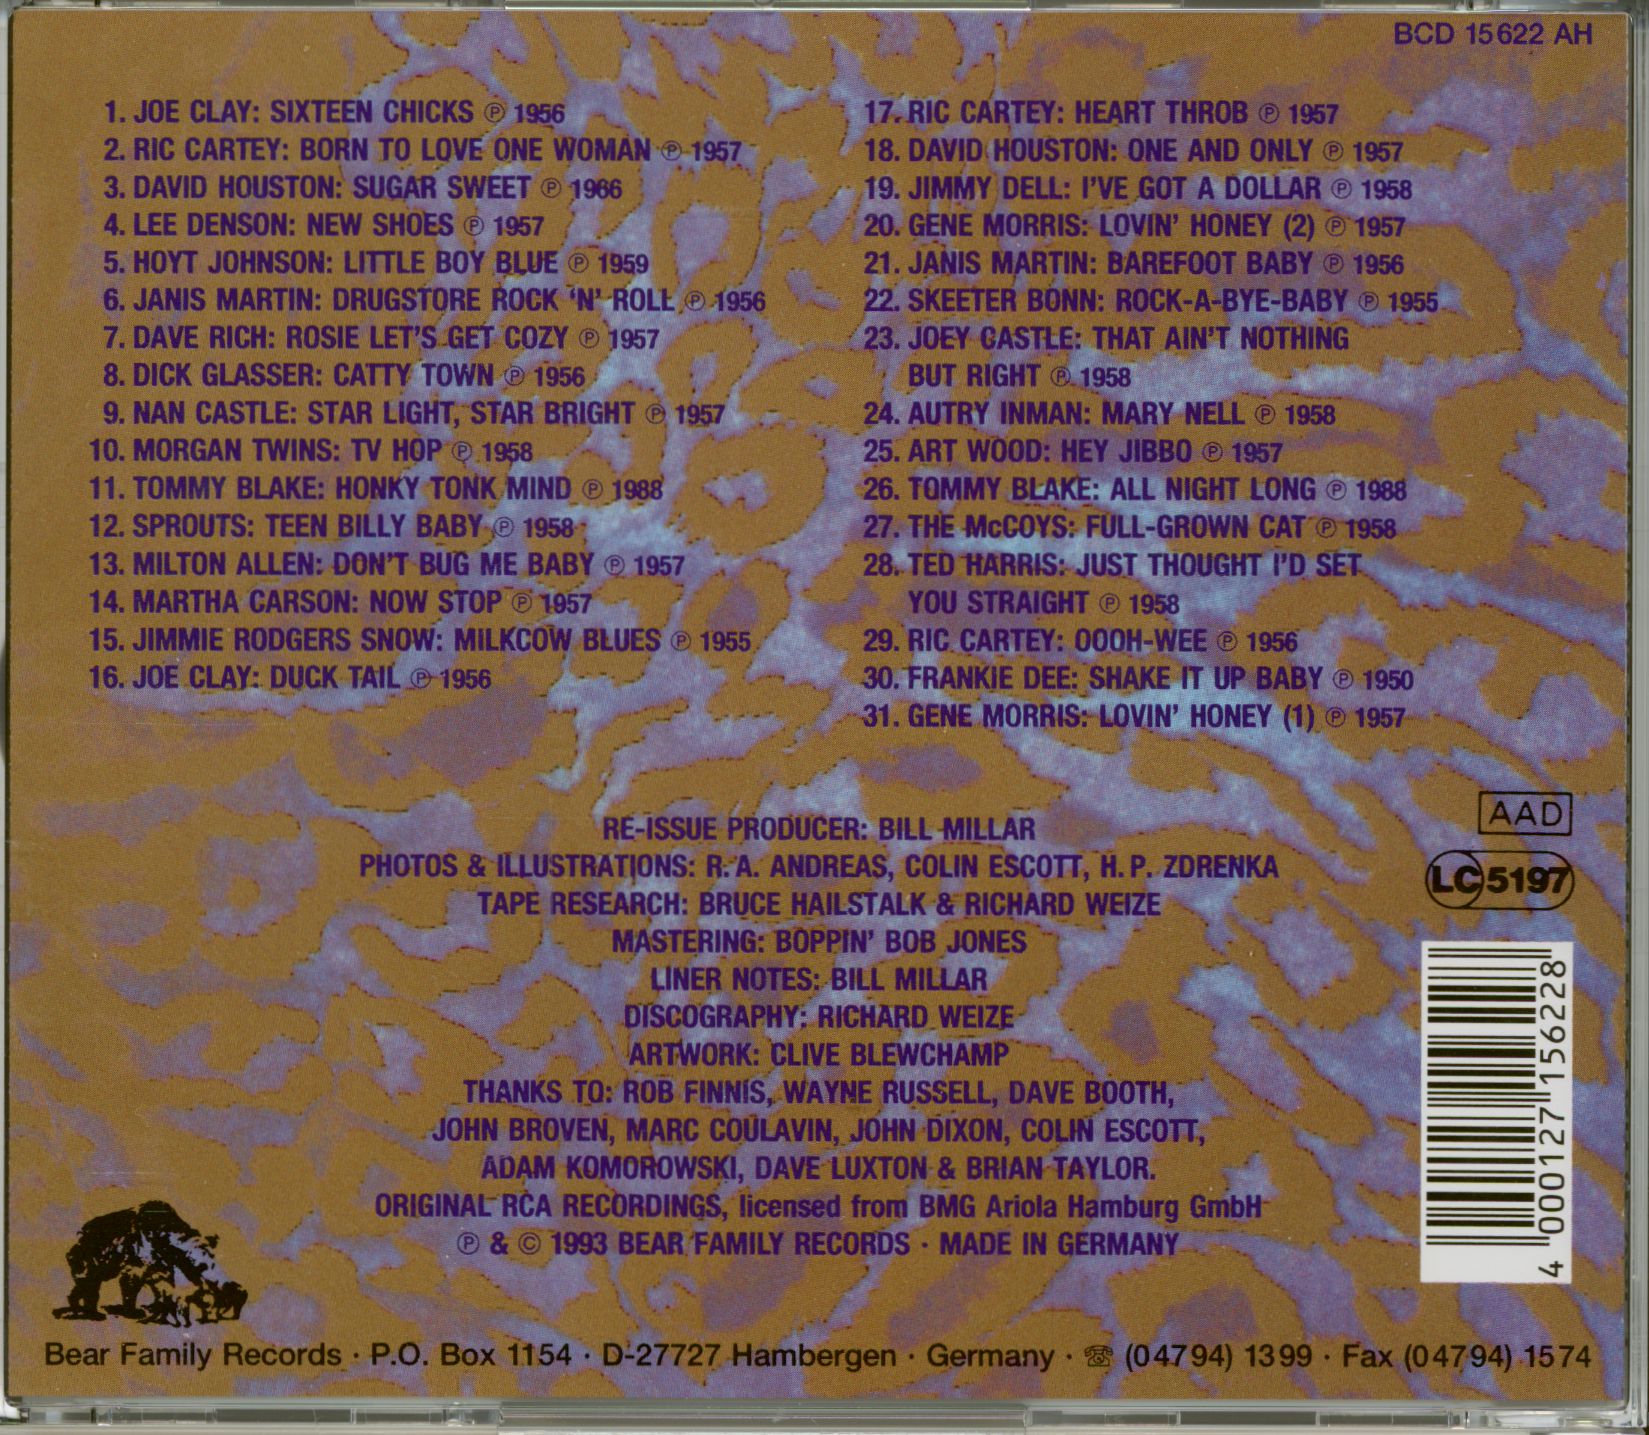 BCD 15622 AH
1. JOE CLAY: SIXTEEN CHICKS ℗ 1956
2. RIC CARTEY: BORN TO LOVE ONE WOMAN ℗ 1957
3. DAVID HOUSTON: SUGAR SWEET ℗ 1966
4. LEE DENSON: NEW SHOES ℗ 1957
5. HOYT JOHNSON: LITTLE BOY BLUE ℗ 1959
6. JANIS MARTIN: DRUGSTORE ROCK ‘N’ ROLL ℗ 1956
7. DAVE RICH: ROSIE LET’S GET COZY ℗ 1957
8. DICK GLASSER: CATTY TOWN ℗ 1956
9. NAN CASTLE: STAR LIGHT, STAR BRIGHT ℗ 1957
10. MORGAN TWINS: TV HOP ℗ 1958
11. TOMMY BLAKE: HONKY TONK MIND ℗ 1988
12. SPROUTS: TEEN BILLY BABY ℗ 1958
13. MILTON ALLEN: DON’T BUG ME BABY ℗ 1957
14. MARTHA CARSON: NOW STOP ℗ 1957
15. JIMMIE RODGERS SNOW: MILKCOW BLUES ℗ 1955
16. JOE CLAY: DUCK TAIL ℗ 1956
17. RIC CARTEY: HEART THROB ℗ 1957
18. DAVID HOUSTON: ONE AND ONLY ℗ 1957
19. JIMMY DELL: I’VE GOT A DOLLAR ℗ 1958
20. GENE MORRIS: LOVIN’ HONEY (2) ℗ 1957
21. JANIS MARTIN: BAREFOOT BABY ℗ 1956
22. SKEETER BONN: ROCK-A-BYE-BABY ℗ 1955
23. JOEY CASTLE: THAT AIN’T NOTHING
BUT RIGHT ℗ 1958
24. AUTRY INMAN: MARY NELL ℗ 1958
25. ART WOOD: HEY JIBBO ℗ 1957
26. TOMMY BLAKE: ALL NIGHT LONG ℗ 1988
27. THE McCOYS: FULL-GROWN CAT ℗ 1958
28. TED HARRIS: JUST THOUGHT I’D SET
YOU STRAIGHT ℗ 1958
29. RIC CARTEY: OOOH-WEE ℗ 1956
30. FRANKIE DEE: SHAKE IT UP BABY ℗ 1950
31. GENE MORRIS: LOVIN’ HONEY (1) ℗ 1957
RE-ISSUE PRODUCER: BILL MILLAR
PHOTOS & ILLUSTRATIONS: R. A. ANDREAS, COLIN ESCOTT, H. P. ZDRENKA
TAPE RESEARCH: BRUCE HAILSTALK & RICHARD WEIZE
MASTERING: BOPPIN’ BOB JONES
LINER NOTES: BILL MILLAR
DISCOGRAPHY: RICHARD WEIZE
ARTWORK: CLIVE BLEWCHAMP
THANKS TO: ROB FINNIS, WAYNE RUSSELL, DAVE BOOTH,
JOHN BROVEN, MARC COULAVIN, JOHN DIXON, COLIN ESCOTT,
ADAM KOMOROWSKI, DAVE LUXTON & BRIAN TAYLOR.
ORIGINAL RCA RECORDINGS, licensed from BMG Ariola Hamburg GmbH
℗ & © 1993 BEAR FAMILY RECORDS · MADE IN GERMANY
AAD
LC 5197
4 000127 156228
Bear Family Records · P.O. Box 1154 · D-27727 Hambergen · Germany · ☏ (04794) 1399 · Fax (04794) 1574